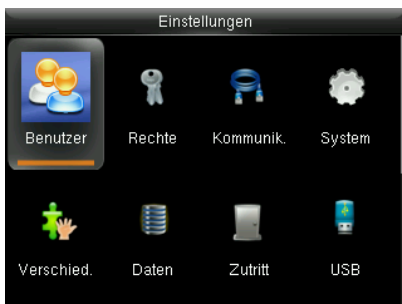 Einstellungen
Benutzer Rechte Kommunik. System
Verschied. Daten Zutritt USB